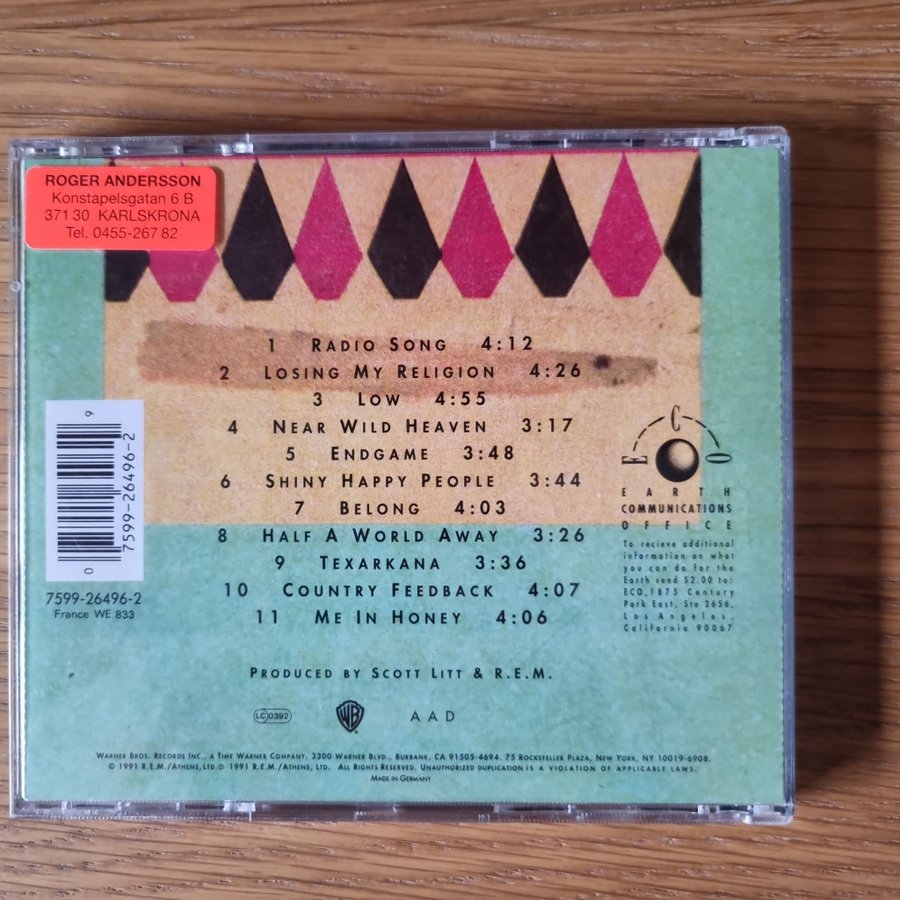 ROGER ANDERSSON
Konstapelsgatan 6 B
371 30 KARLSKRONA
Tel. 0455-267 82
1 RADIO SONG 4:12
2 LOSING MY RELIGION 4:26
3 LOW 4:55
4 NEAR WILD HEAVEN 3:17
5 ENDGAME 3:48
6 SHINY HAPPY PEOPLE 3:44
7 BELONG 4:03
8 HALF A WORLD AWAY 3:26
9 TEXARKANA 3:36
10 COUNTRY FEEDBACK 4:07
11 ME IN HONEY 4:06
PRODUCED BY SCOTT LITT & R.E.M.
9
7599-26496-2
0
7599-26496-2
France WE 833
ECO
EARTH
COMMUNICATIONS
OFFICE
To recieve additional
information on what
you can do for the
Earth send $2.00 to:
ECO,1875 Century
Park East, Ste 2656,
Los Angeles,
California 90067
LC 0392
WB
AAD
WARNER BROS. RECORDS INC., A TIME WARNER COMPANY. 3300 WARNER BLVD., BURBANK, CA 91505-4694. 75 ROCKEFELLER PLAZA, NEW YORK, NY 10019-6908.
© 1991 R.E.M./ATHENS, LTD. ℗ 1991 R.E.M./ATHENS, LTD. ALL RIGHTS RESERVED. UNAUTHORIZED DUPLICATION IS A VIOLATION OF APPLICABLE LAWS.
MADE IN GERMANY